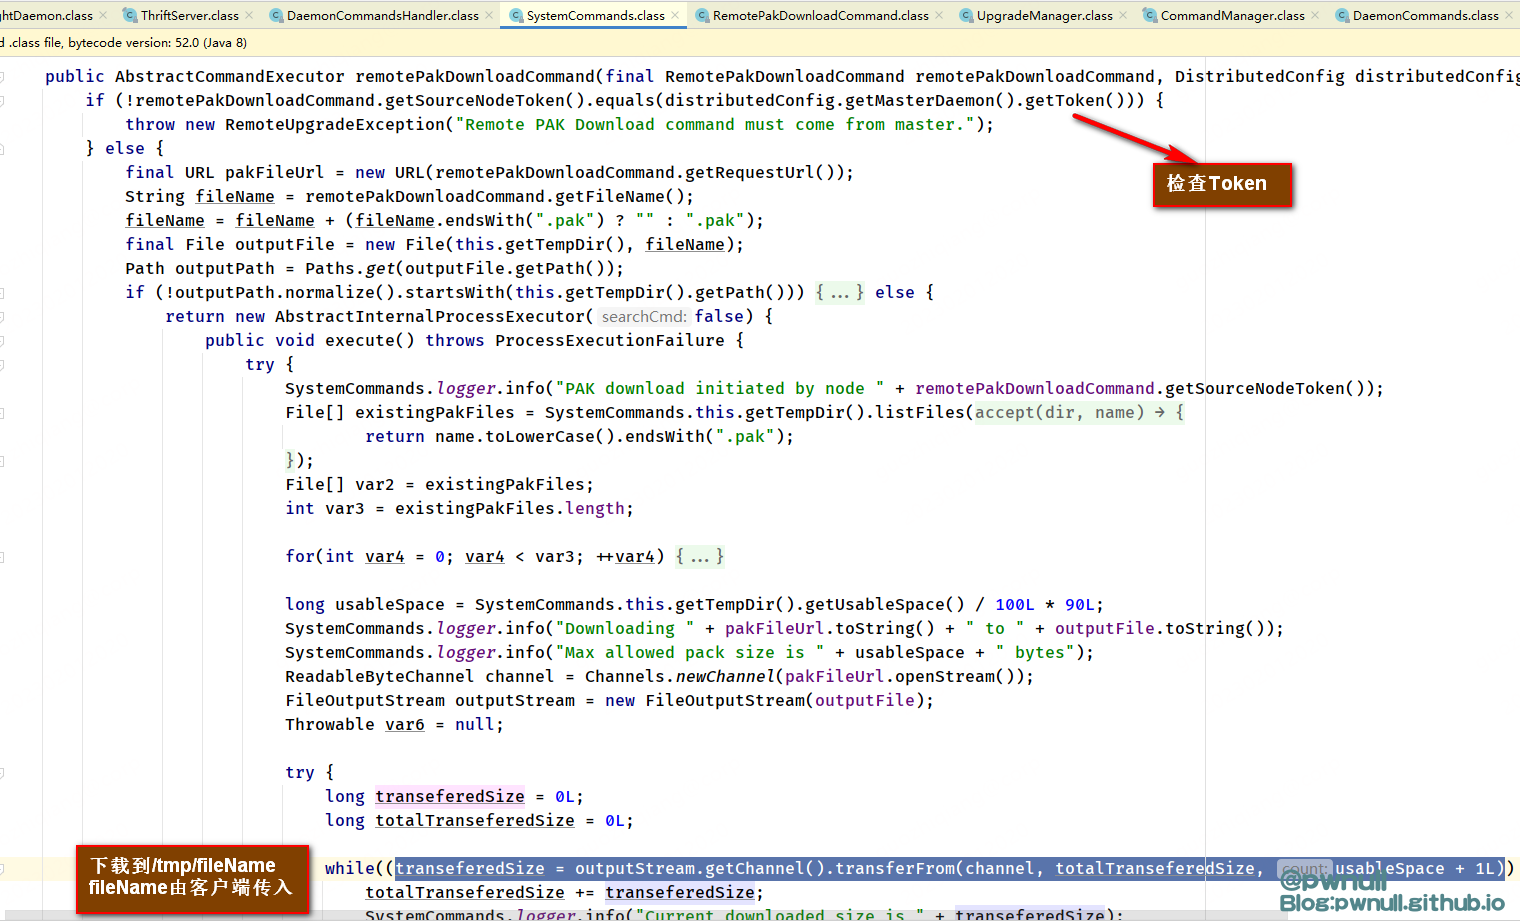 ghtDaemon.class × ThriftServer.class × DaemonCommandsHandler.class × SystemCommands.class × RemotePakDownloadCommand.class × UpgradeManager.class × CommandManager.class × DaemonCommands.class ×
d .class file, bytecode version: 52.0 (Java 8)
public AbstractCommandExecutor remotePakDownloadCommand(final RemotePakDownloadCommand remotePakDownloadCommand, DistributedConfig distributedConfig
if (!remotePakDownloadCommand.getSourceNodeToken().equals(distributedConfig.getMasterDaemon().getToken())) {
throw new RemoteUpgradeException("Remote PAK Download command must come from master.");
} else {
final URL pakFileUrl = new URL(remotePakDownloadCommand.getRequestUrl());
检查Token
String fileName = remotePakDownloadCommand.getFileName();
fileName = fileName + (fileName.endsWith(".pak") ? "" : ".pak");
final File outputFile = new File(this.getTempDir(), fileName);
Path outputPath = Paths.get(outputFile.getPath());
if (!outputPath.normalize().startsWith(this.getTempDir().getPath())) {...} else {
return new AbstractInternalProcessExecutor( searchCmd: false) {
public void execute() throws ProcessExecutionFailure {
try {
SystemCommands.logger.info("PAK download initiated by node " + remotePakDownloadCommand.getSourceNodeToken());
File[] existingPakFiles = SystemCommands.this.getTempDir().listFiles(accept(dir, name) → {
return name.toLowerCase().endsWith(".pak");
});
File[] var2 = existingPakFiles;
int var3 = existingPakFiles.length;
for(int var4 = 0; var4 < var3; ++var4) {...}
long usableSpace = SystemCommands.this.getTempDir().getUsableSpace() / 100L * 90L;
SystemCommands.logger.info("Downloading " + pakFileUrl.toString() + " to " + outputFile.toString());
SystemCommands.logger.info("Max allowed pack size is " + usableSpace + " bytes");
ReadableByteChannel channel = Channels.newChannel(pakFileUrl.openStream());
FileOutputStream outputStream = new FileOutputStream(outputFile);
Throwable var6 = null;
try {
long transeferedSize = 0L;
long totalTranseferedSize = 0L;
下载到/tmp/fileName
fileName由客户端传入
while((transeferedSize = outputStream.getChannel().transferFrom(channel, totalTranseferedSize, count: usableSpace + 1L))
totalTranseferedSize += transeferedSize;
SystemCommands.logger.info("Current downloaded size is " + transeferedSize);
@pwnull
Blog:pwnull.github.io